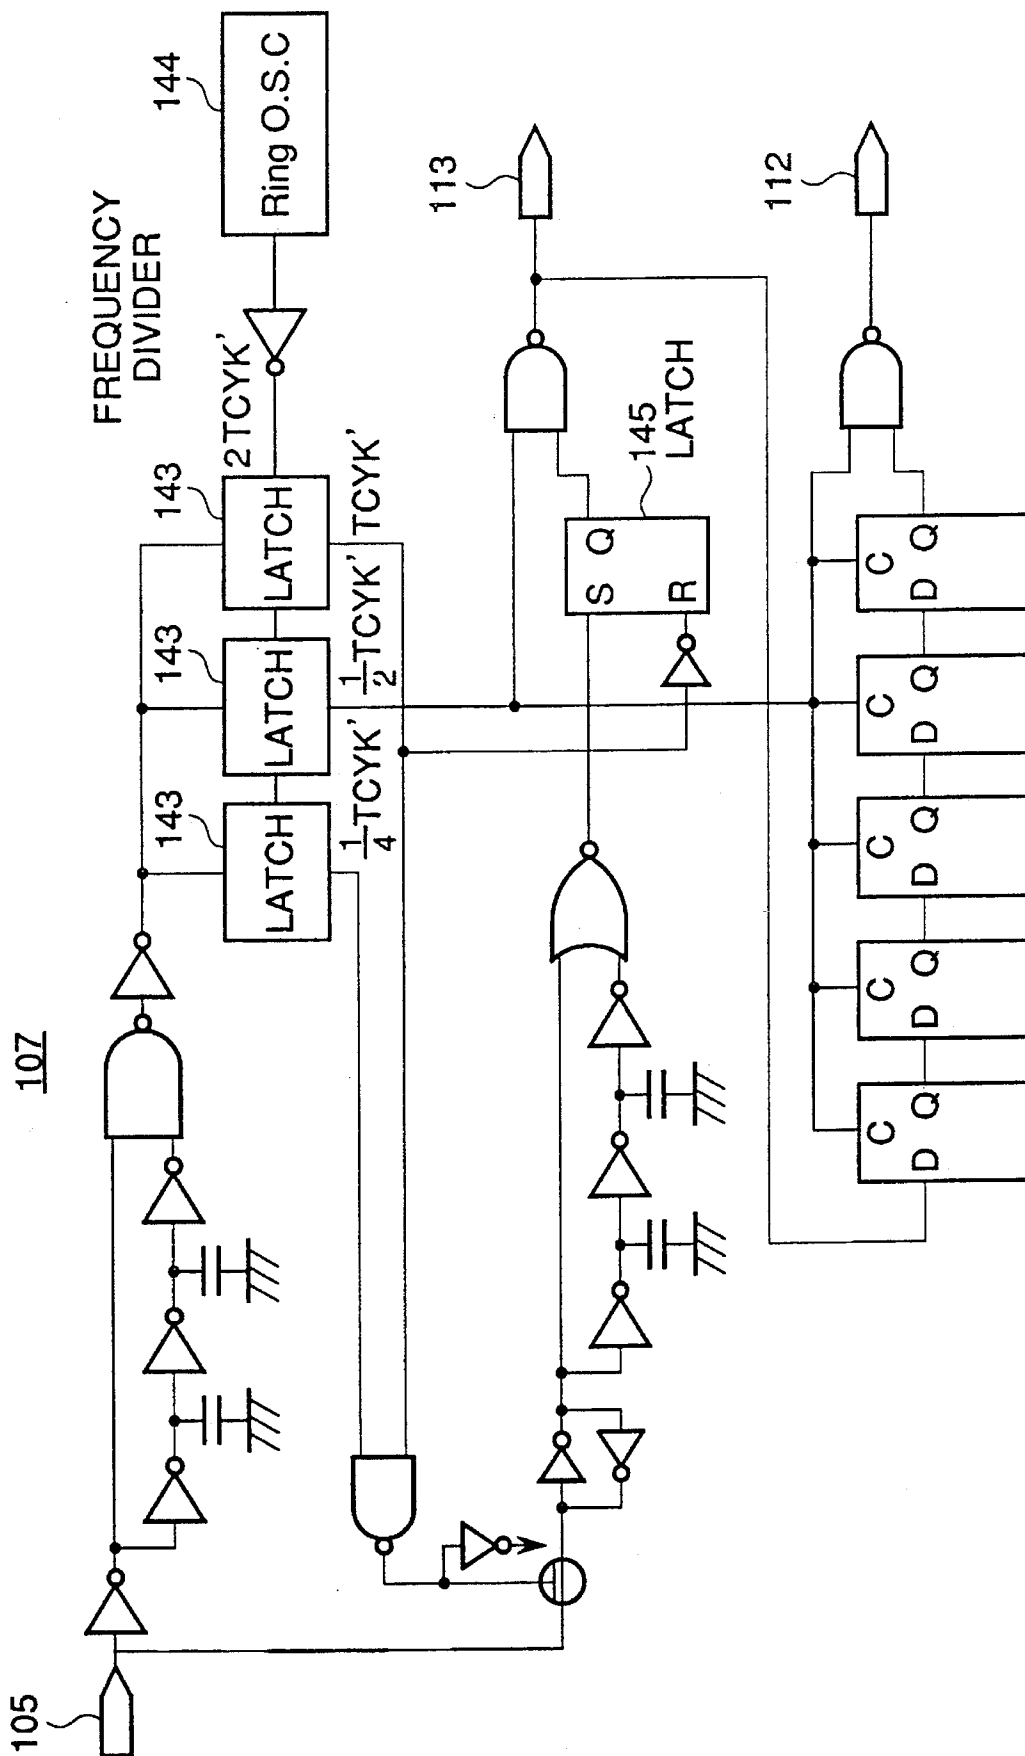 105
107
FREQUENCY
DIVIDER
144
143
143
143
2TCYK'
LATCH
LATCH
LATCH
Ring O.S.C
1/4TCYK'
1/2TCYK'
TCYK'
113
S Q
R
145
LATCH
112
C
C
C
C
C
D Q
D Q
D Q
D Q
D Q